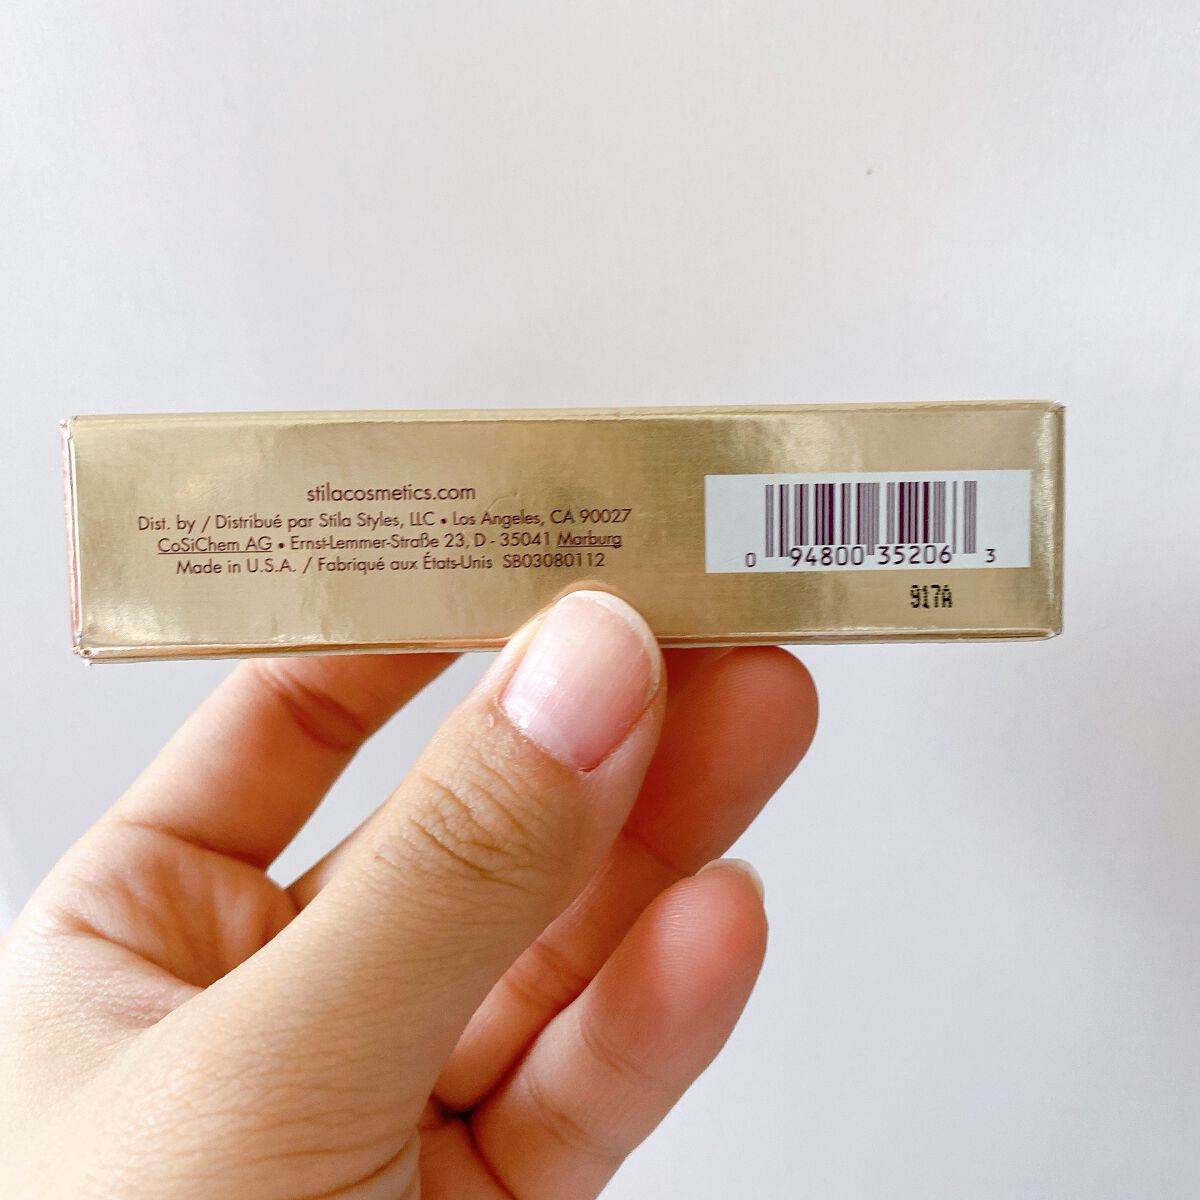 stilacosmetics.com
Dist. by / Distribué par Stila Styles, LLC • Los Angeles, CA 90027
CoSiChem AG • Ernst-Lemmer-Straße 23, D - 35041 Marburg
Made in U.S.A. / Fabriqué aux États-Unis SB03080112
0 94800 35206 3
917A